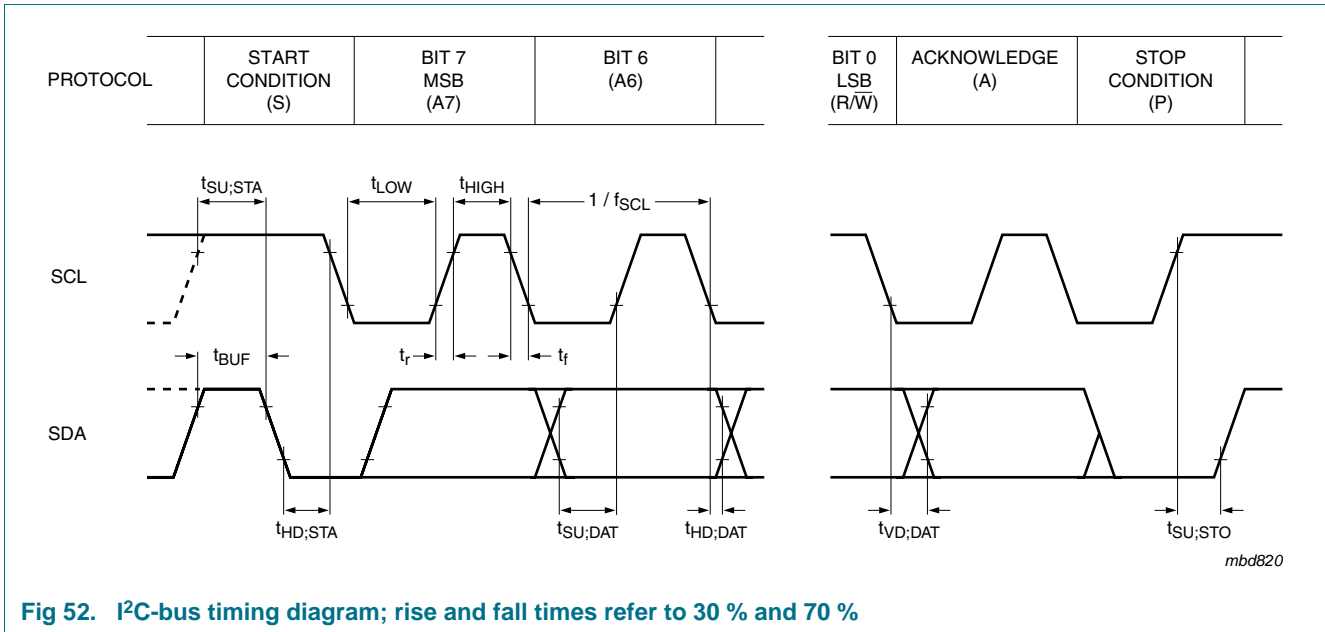 PROTOCOL
START
CONDITION
(S)
BIT 7
MSB
(A7)
BIT 6
(A6)
BIT 0
LSB
(R/W̅)
ACKNOWLEDGE
(A)
STOP
CONDITION
(P)
tSU;STA
tLOW
tHIGH
1 / fSCL
SCL
tBUF
tr
tf
SDA
tHD;STA
tSU;DAT
tHD;DAT
tVD;DAT
tSU;STO
mbd820
Fig 52. I²C-bus timing diagram; rise and fall times refer to 30 % and 70 %